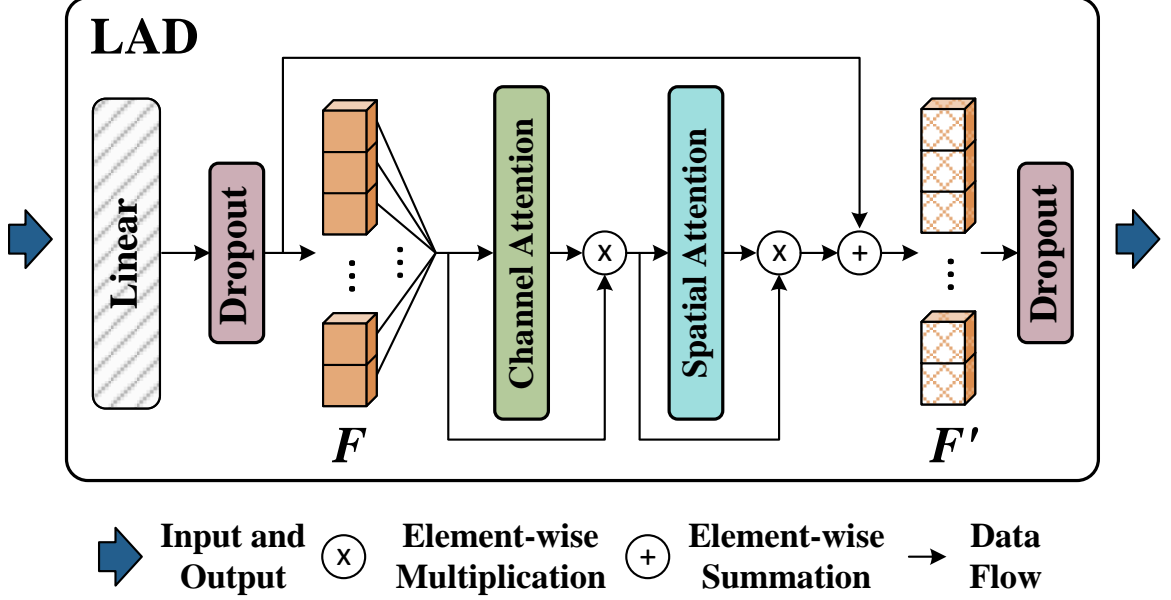 LAD
Linear
Dropout
F
Channel Attention
x
Spatial Attention
x
+
F'
Dropout
Input and
Output
x
Element-wise
Multiplication
+
Element-wise
Summation
Data
Flow